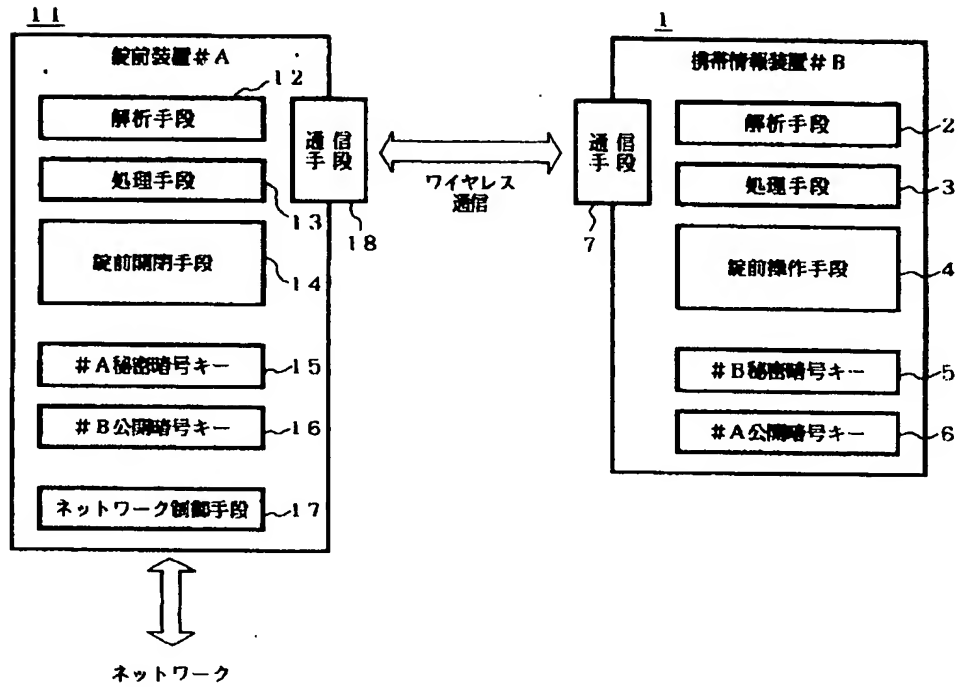 11
錠前装置#A
12
解析手段
処理手段
13
錠前開閉手段
14
#A秘密暗号キー
15
#B公開暗号キー
16
ネットワーク制御手段
17
通信
手段
18
ネットワーク
ワイヤレス
通信
1
携帯情報装置#B
通信
手段
7
解析手段
2
処理手段
3
錠前操作手段
4
#B秘密暗号キー
5
#A公開暗号キー
6